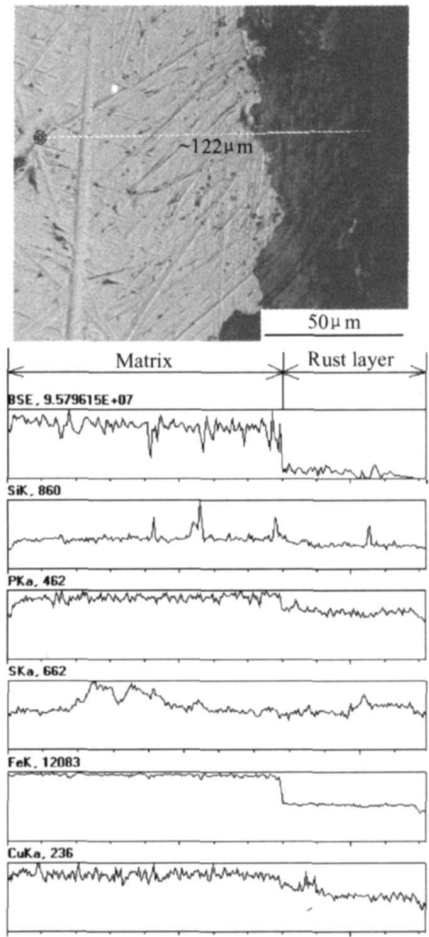 ~122μm
50μm
Matrix
Rust layer
BSE, 9.579615E+07
SiK, 860
PKa, 462
SKa, 662
FeK, 12083
CuKa, 236